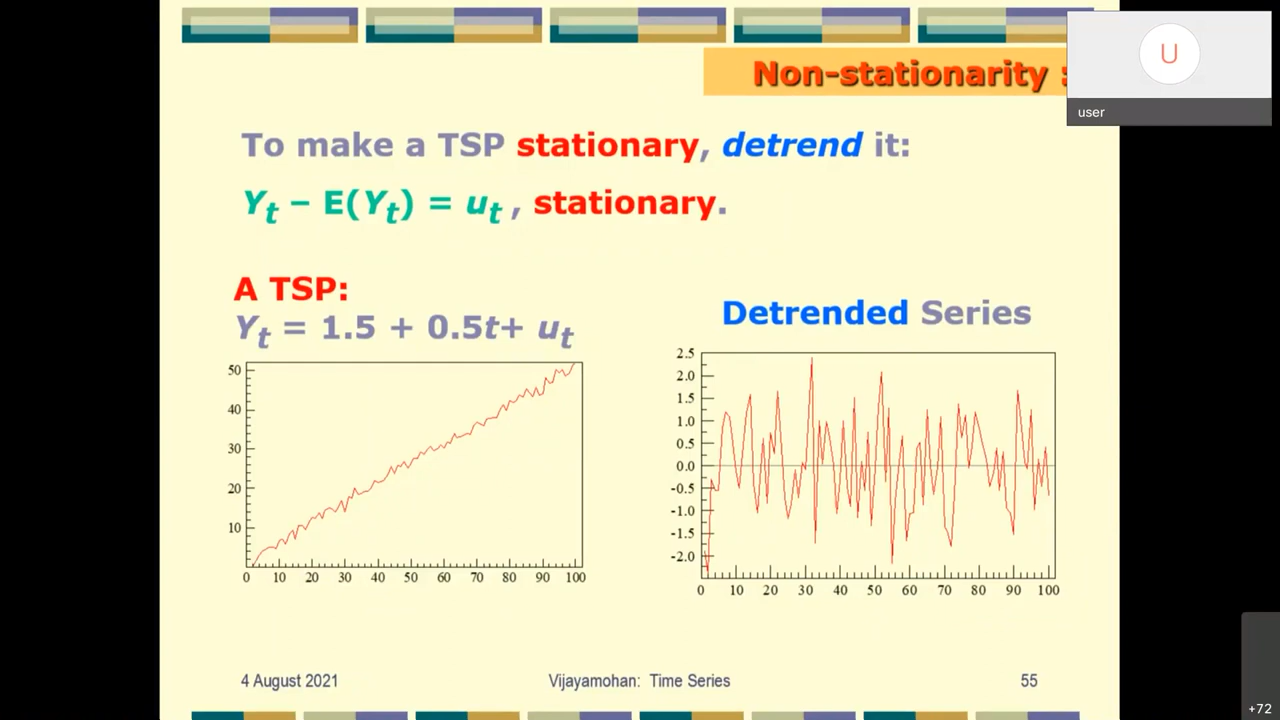 Non-stationarity :
U
user
To make a TSP stationary, detrend it:
Yt – E(Yt) = ut , stationary.
A TSP:
Yt = 1.5 + 0.5t+ ut
Detrended Series
50
40
30
20
10
0 10 20 30 40 50 60 70 80 90 100
2.5
2.0
1.5
1.0
0.5
0.0
-0.5
-1.0
-1.5
-2.0
0 10 20 30 40 50 60 70 80 90 100
4 August 2021 Vijayamohan: Time Series 55
+72